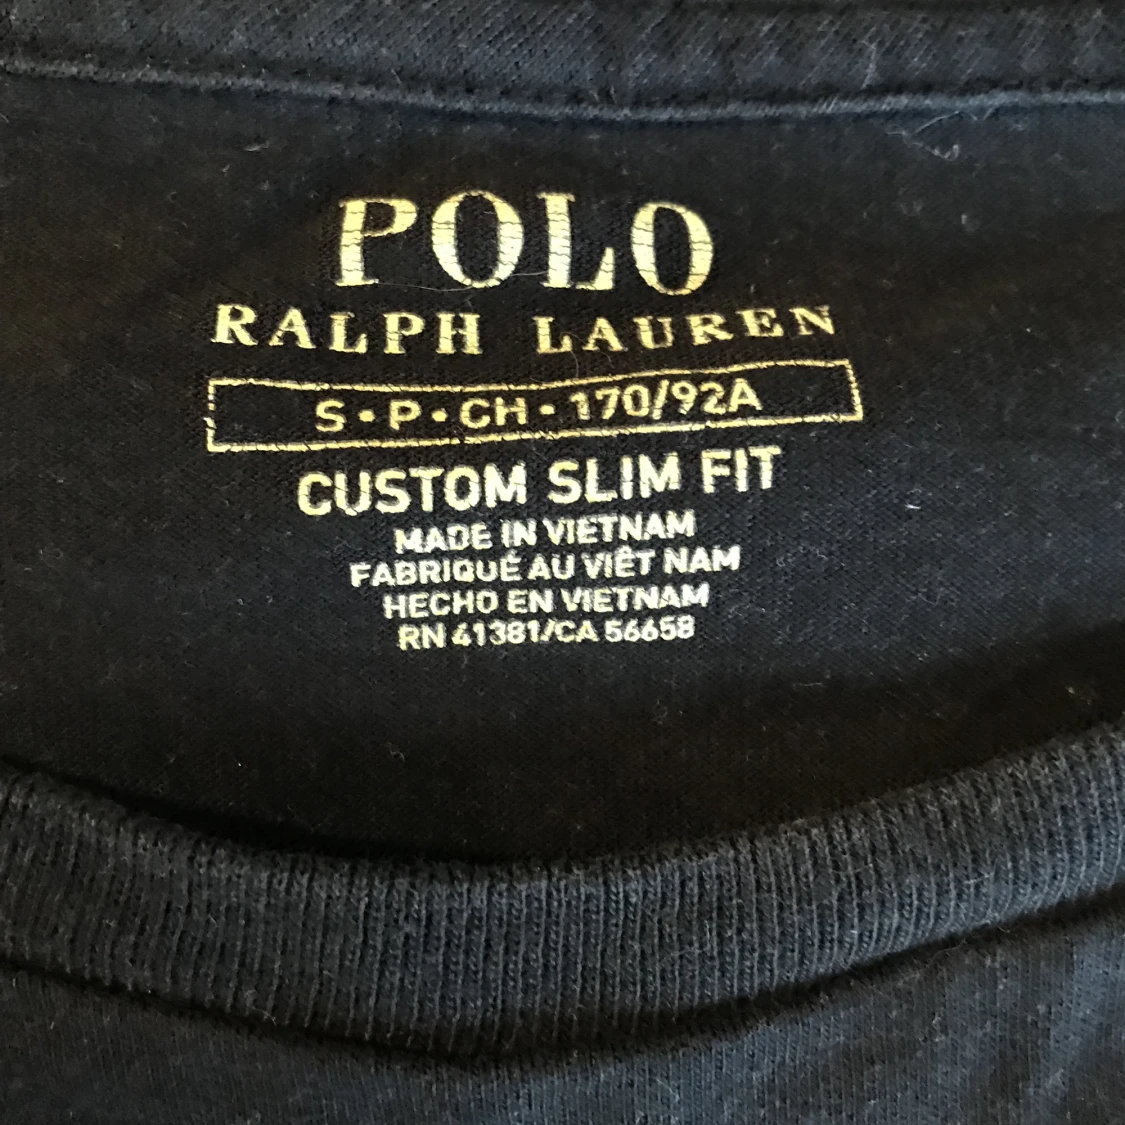 POLO
RALPH LAUREN
S • P • CH • 170/92A
CUSTOM SLIM FIT
MADE IN VIETNAM
FABRIQUÉ AU VIÊT NAM
HECHO EN VIETNAM
RN 41381/CA 56658